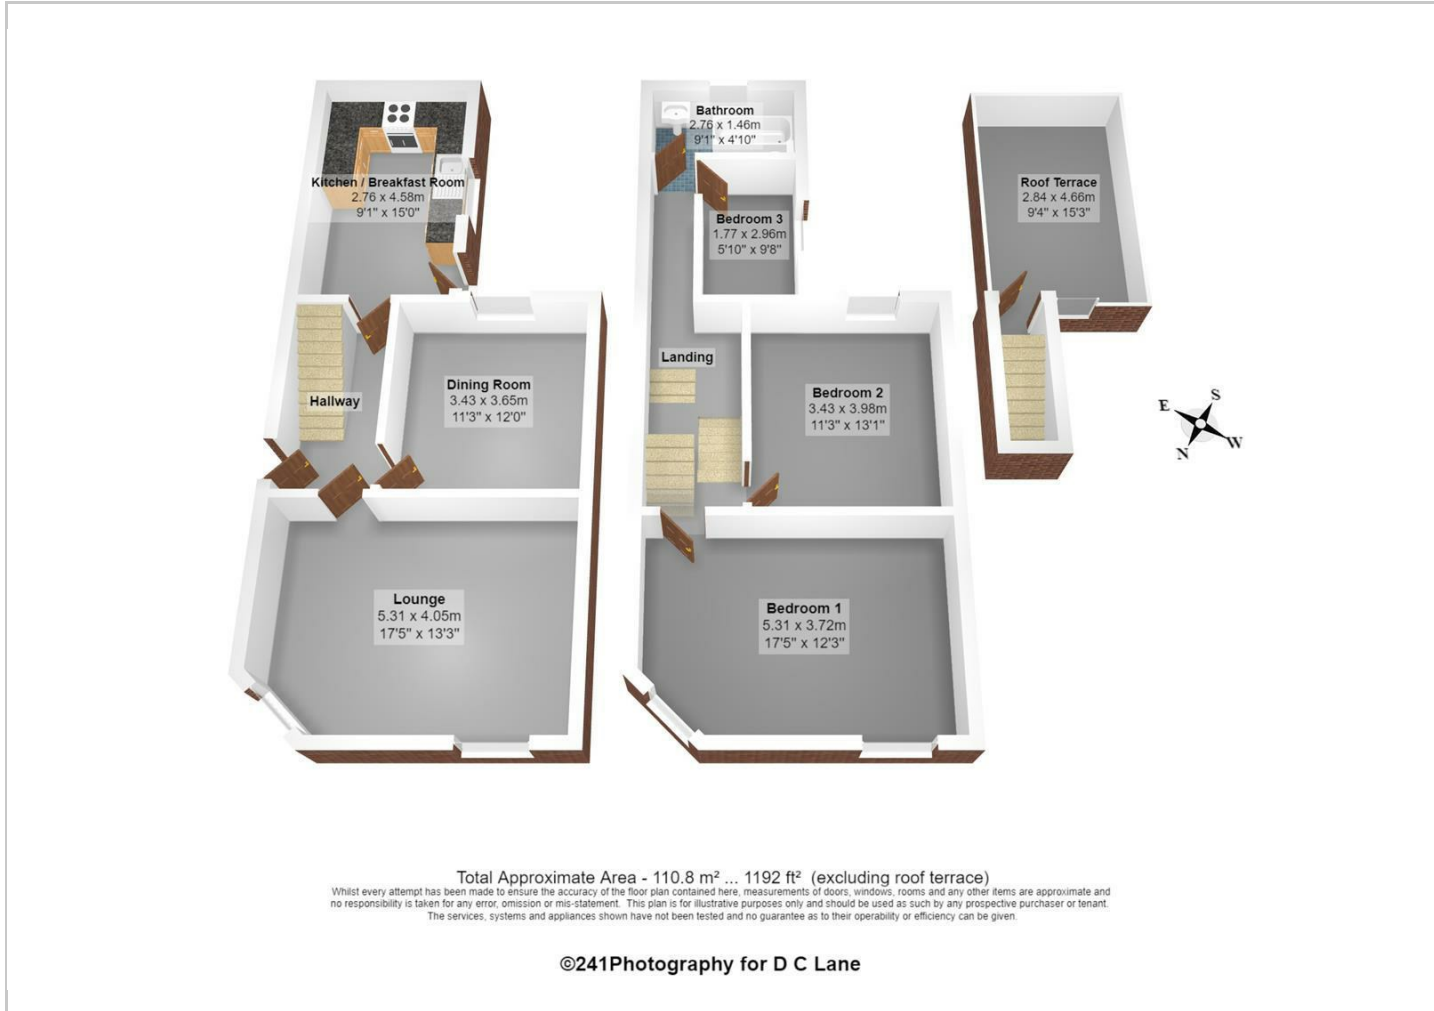 Kitchen / Breakfast Room
2.76 x 4.58m
9'1" x 15'0"
Hallway
Dining Room
3.43 x 3.65m
11'3" x 12'0"
Lounge
5.31 x 4.05m
17'5" x 13'3"
Bathroom
2.76 x 1.46m
9'1" x 4'10"
Bedroom 3
1.77 x 2.96m
5'10" x 9'8"
Landing
Bedroom 2
3.43 x 3.98m
11'3" x 13'1"
Bedroom 1
5.31 x 3.72m
17'5" x 12'3"
Roof Terrace
2.84 x 4.66m
9'4" x 15'3"
S
E
W
N
Total Approximate Area - 110.8 m² ... 1192 ft² (excluding roof terrace)
Whilst every attempt has been made to ensure the accuracy of the floor plan contained here, measurements of doors, windows, rooms and any other items are approximate and
no responsibility is taken for any error, omission or mis-statement. This plan is for illustrative purposes only and should be used as such by any prospective purchaser or tenant.
The services, systems and appliances shown have not been tested and no guarantee as to their operability or efficiency can be given.
©241Photography for D C Lane